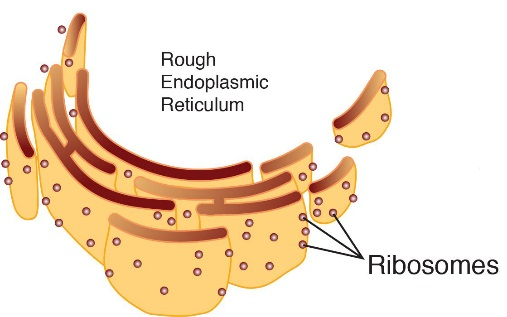 Rough
Endoplasmic
Reticulum
Ribosomes